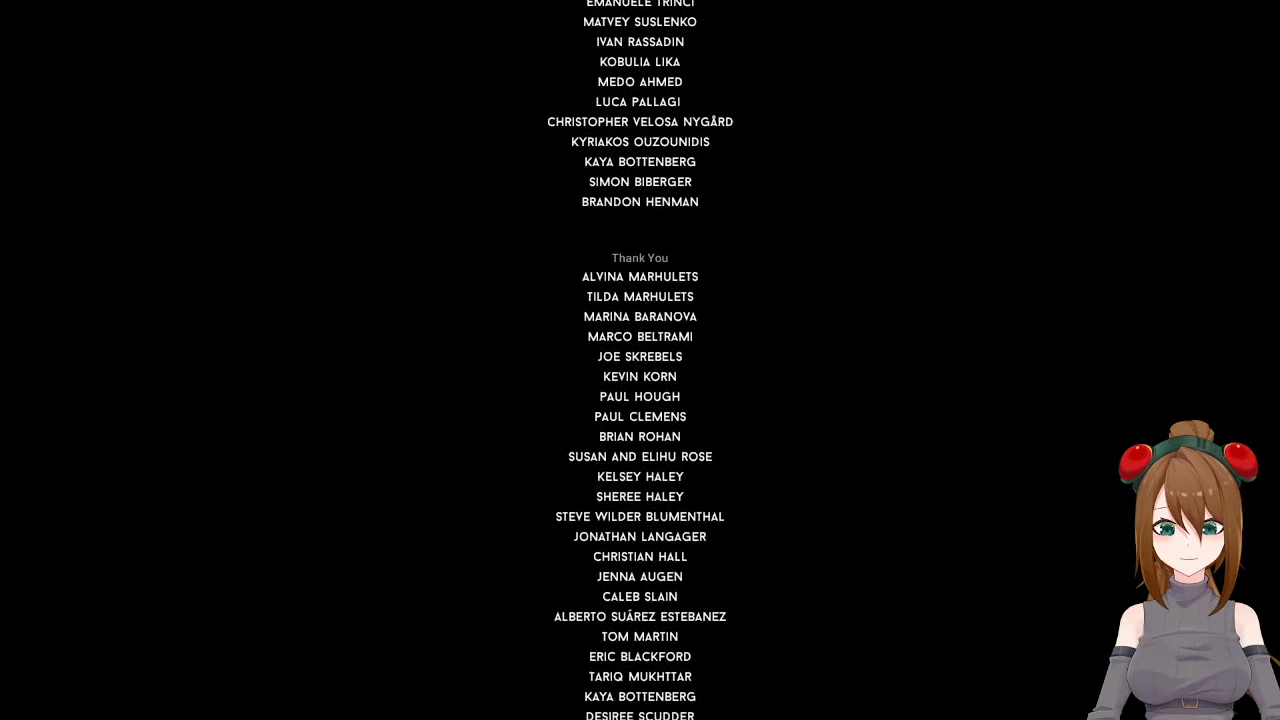 EMANUELE TRINCI
MATVEY SUSLENKO
IVAN RASSADIN
KOBULIA LIKA
MEDO AHMED
LUCA PALLAGI
CHRISTOPHER VELOSA NYGÅRD
KYRIAKOS OUZOUNIDIS
KAYA BOTTENBERG
SIMON BIBERGER
BRANDON HENMAN
Thank You
ALVINA MARHULETS
TILDA MARHULETS
MARINA BARANOVA
MARCO BELTRAMI
JOE SKREBELS
KEVIN KORN
PAUL HOUGH
PAUL CLEMENS
BRIAN ROHAN
SUSAN AND ELIHU ROSE
KELSEY HALEY
SHEREE HALEY
STEVE WILDER BLUMENTHAL
JONATHAN LANGAGER
CHRISTIAN HALL
JENNA AUGEN
CALEB SLAIN
ALBERTO SUÁREZ ESTEBANEZ
TOM MARTIN
ERIC BLACKFORD
TARIQ MUKHTTAR
KAYA BOTTENBERG
DESIREE SCUDDER